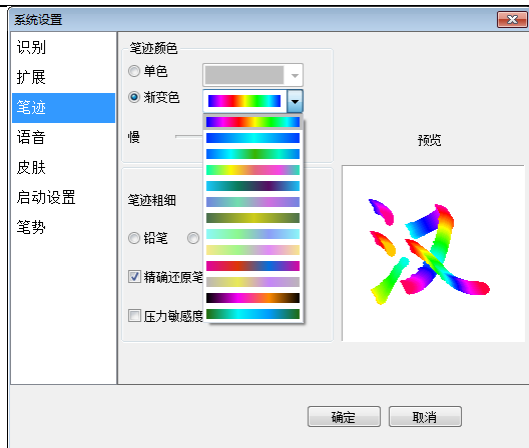 系统设置
识别
扩展
笔迹
语音
皮肤
启动设置
笔势
笔迹颜色
单色
渐变色
慢
预览
笔迹粗细
铅笔
精确还原笔
压力敏感度
汉
确定
取消